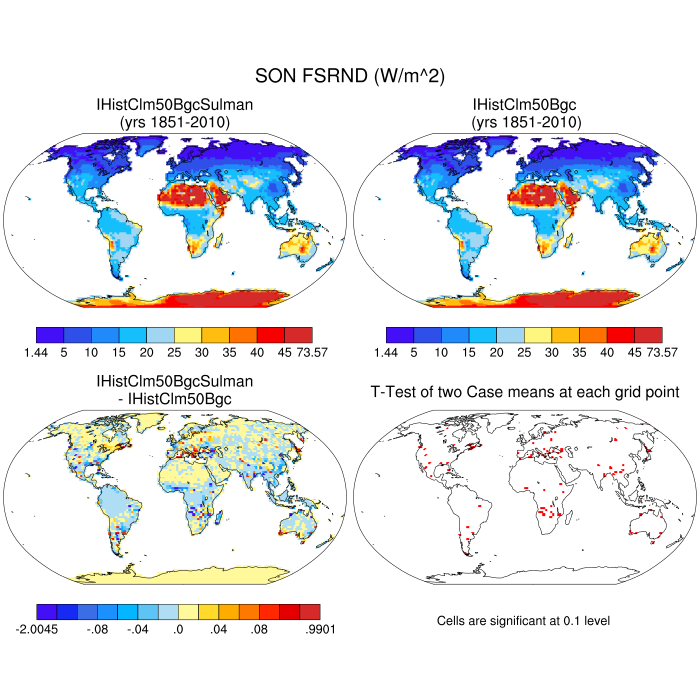 SON FSRND (W/m^2)
IHistClm50BgcSulman
(yrs 1851-2010)
IHistClm50Bgc
(yrs 1851-2010)
1.44 5 10 15 20 25 30 35 40 45 73.57
1.44 5 10 15 20 25 30 35 40 45 73.57
IHistClm50BgcSulman
- IHistClm50Bgc
T-Test of two Case means at each grid point
-2.0045 -.08 -.04 .0 .04 .08 .9901
Cells are significant at 0.1 level